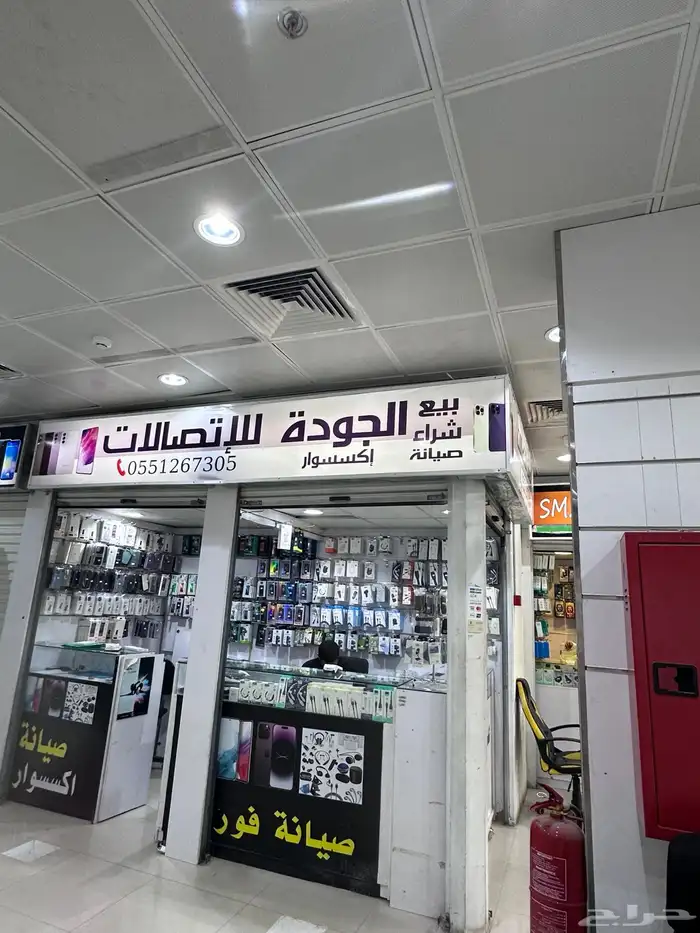 بيع
شراء
صيانة
الجودة للإتصالات
إكسسوار
0551267305
SM
صيانة
اكسسوار
صيانة فور
حراج